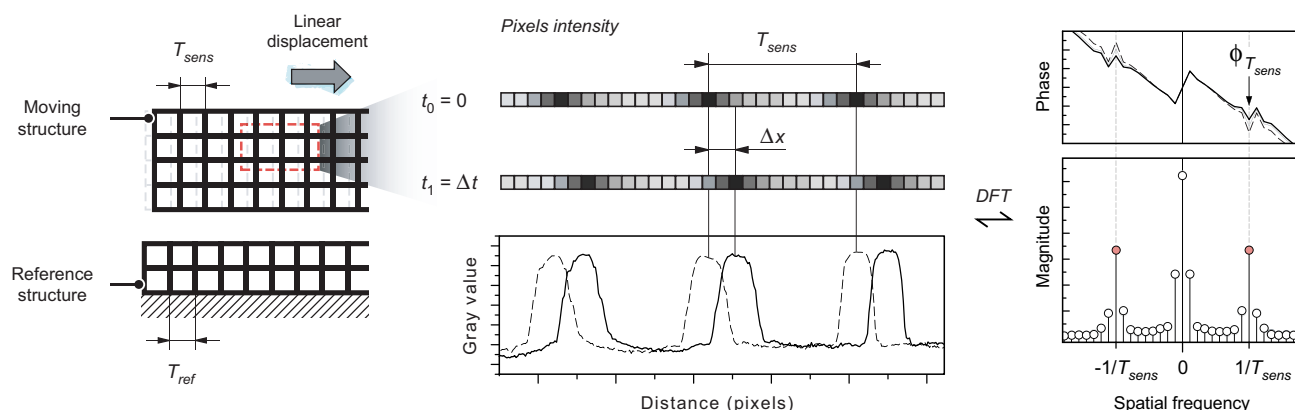 Linear
displacement
T_sens
Moving
structure
Reference
structure
T_ref
Pixels intensity
T_sens
t_0 = 0
Δx
t_1 = Δt
Gray value
Distance (pixels)
DFT
Phase
ϕ_T_sens
Magnitude
-1/T_sens 0 1/T_sens
Spatial frequency